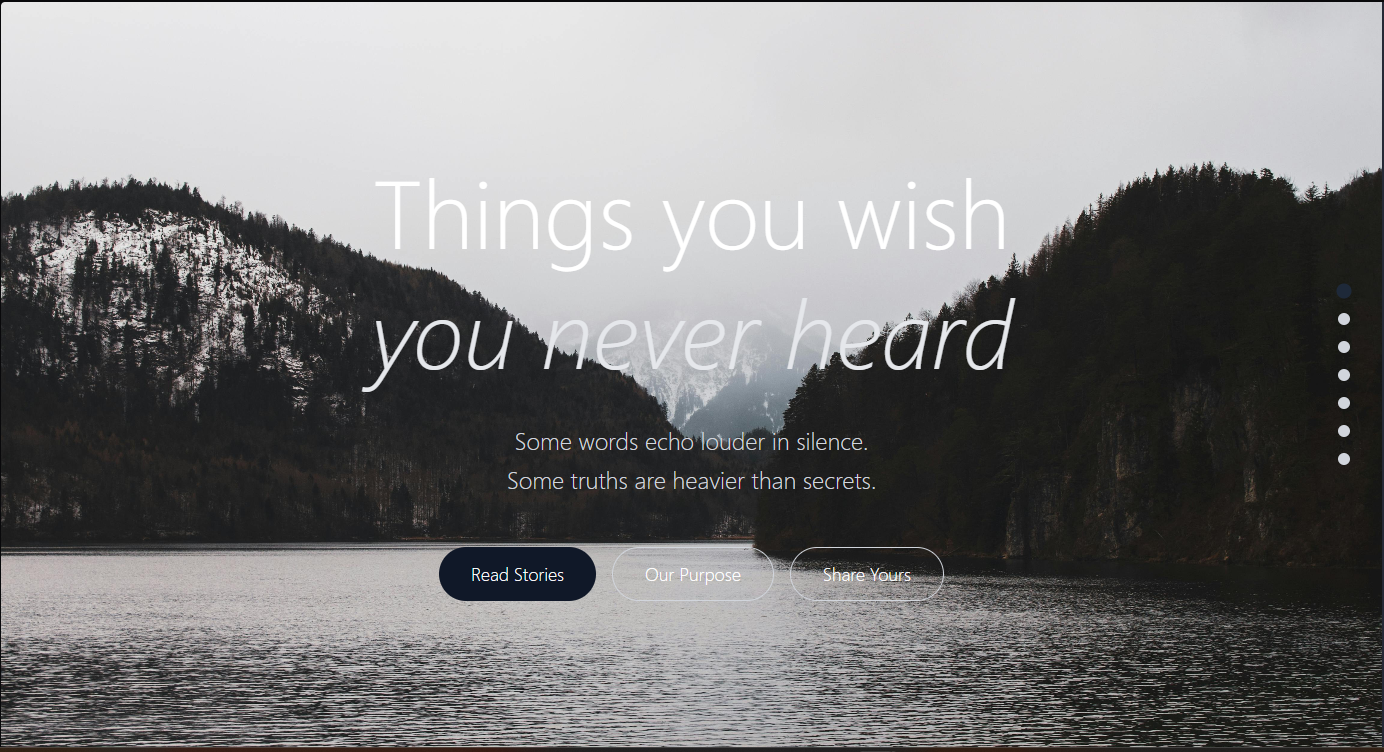 Things you wish
you never heard
Some words echo louder in silence.
Some truths are heavier than secrets.
Read Stories
Our Purpose
Share Yours